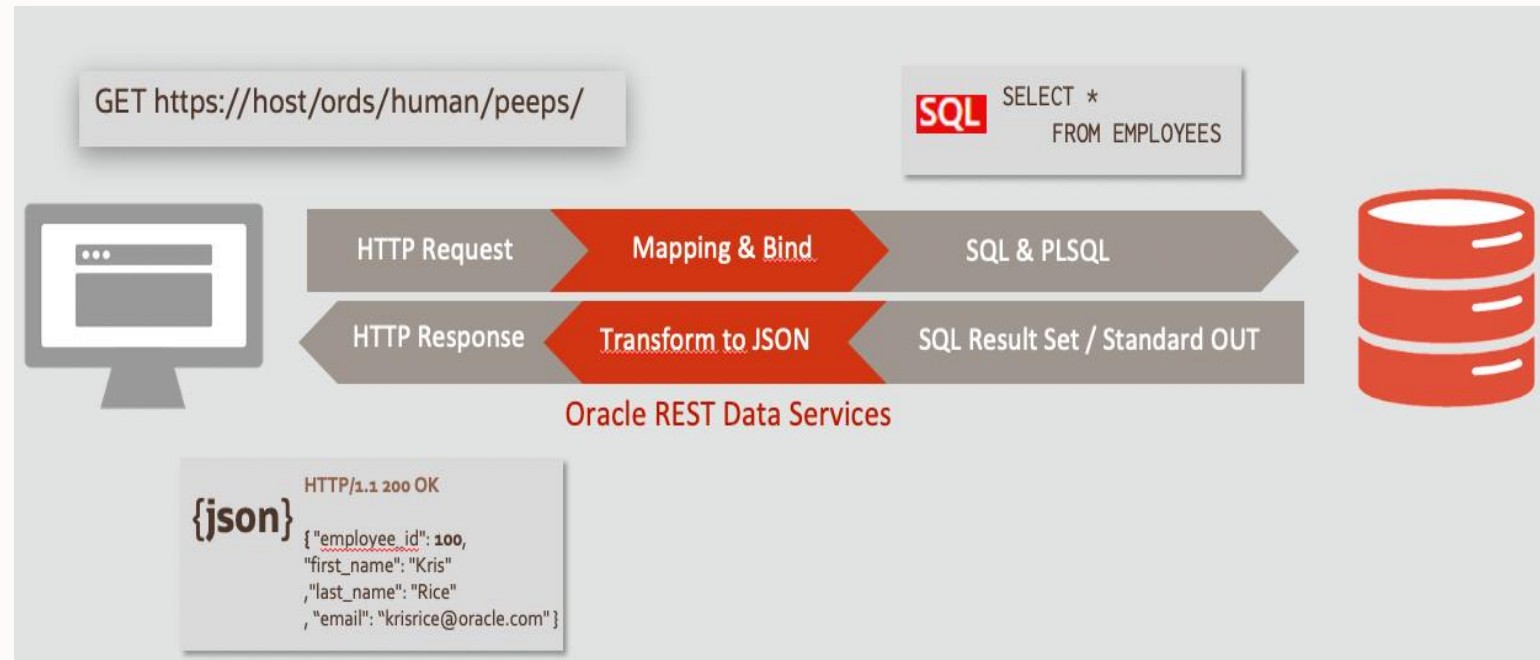 GET https://host/ords/human/peeps/
SQL
SELECT *
FROM EMPLOYEES
HTTP Request
Mapping & Bind
SQL & PLSQL
HTTP Response
Transform to JSON
SQL Result Set / Standard OUT
Oracle REST Data Services
{json}
HTTP/1.1 200 OK
{ "employee_id": 100,
"first_name": "Kris"
,"last_name": "Rice"
, “email": “krisrice@oracle.com" }